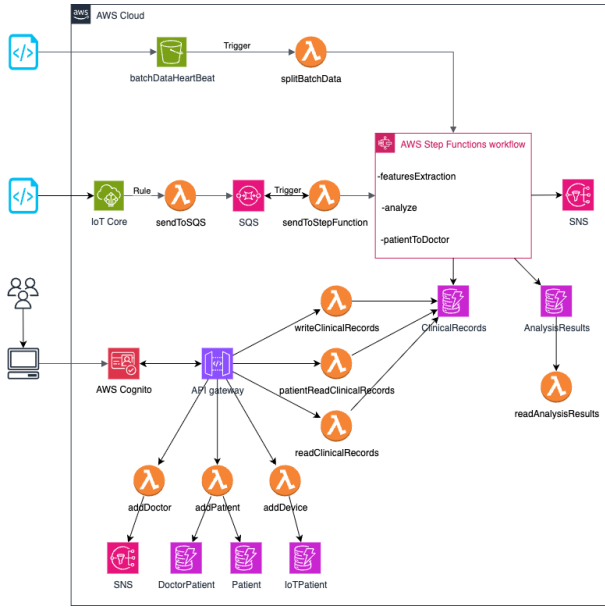 aws
AWS Cloud
Trigger
batchDataHeartBeat
splitBatchData
AWS Step Functions workflow
-featuresExtraction
-analyze
-patientToDoctor
Rule
Trigger
IoT Core
sendToSQS
SQS
sendToStepFunction
SNS
writeClinicalRecords
ClinicalRecords
AnalysisResults
AWS Cognito
API gateway
patientReadClinicalRecords
readAnalysisResults
readClinicalRecords
addDoctor
addPatient
addDevice
SNS
DoctorPatient
Patient
IoTPatient